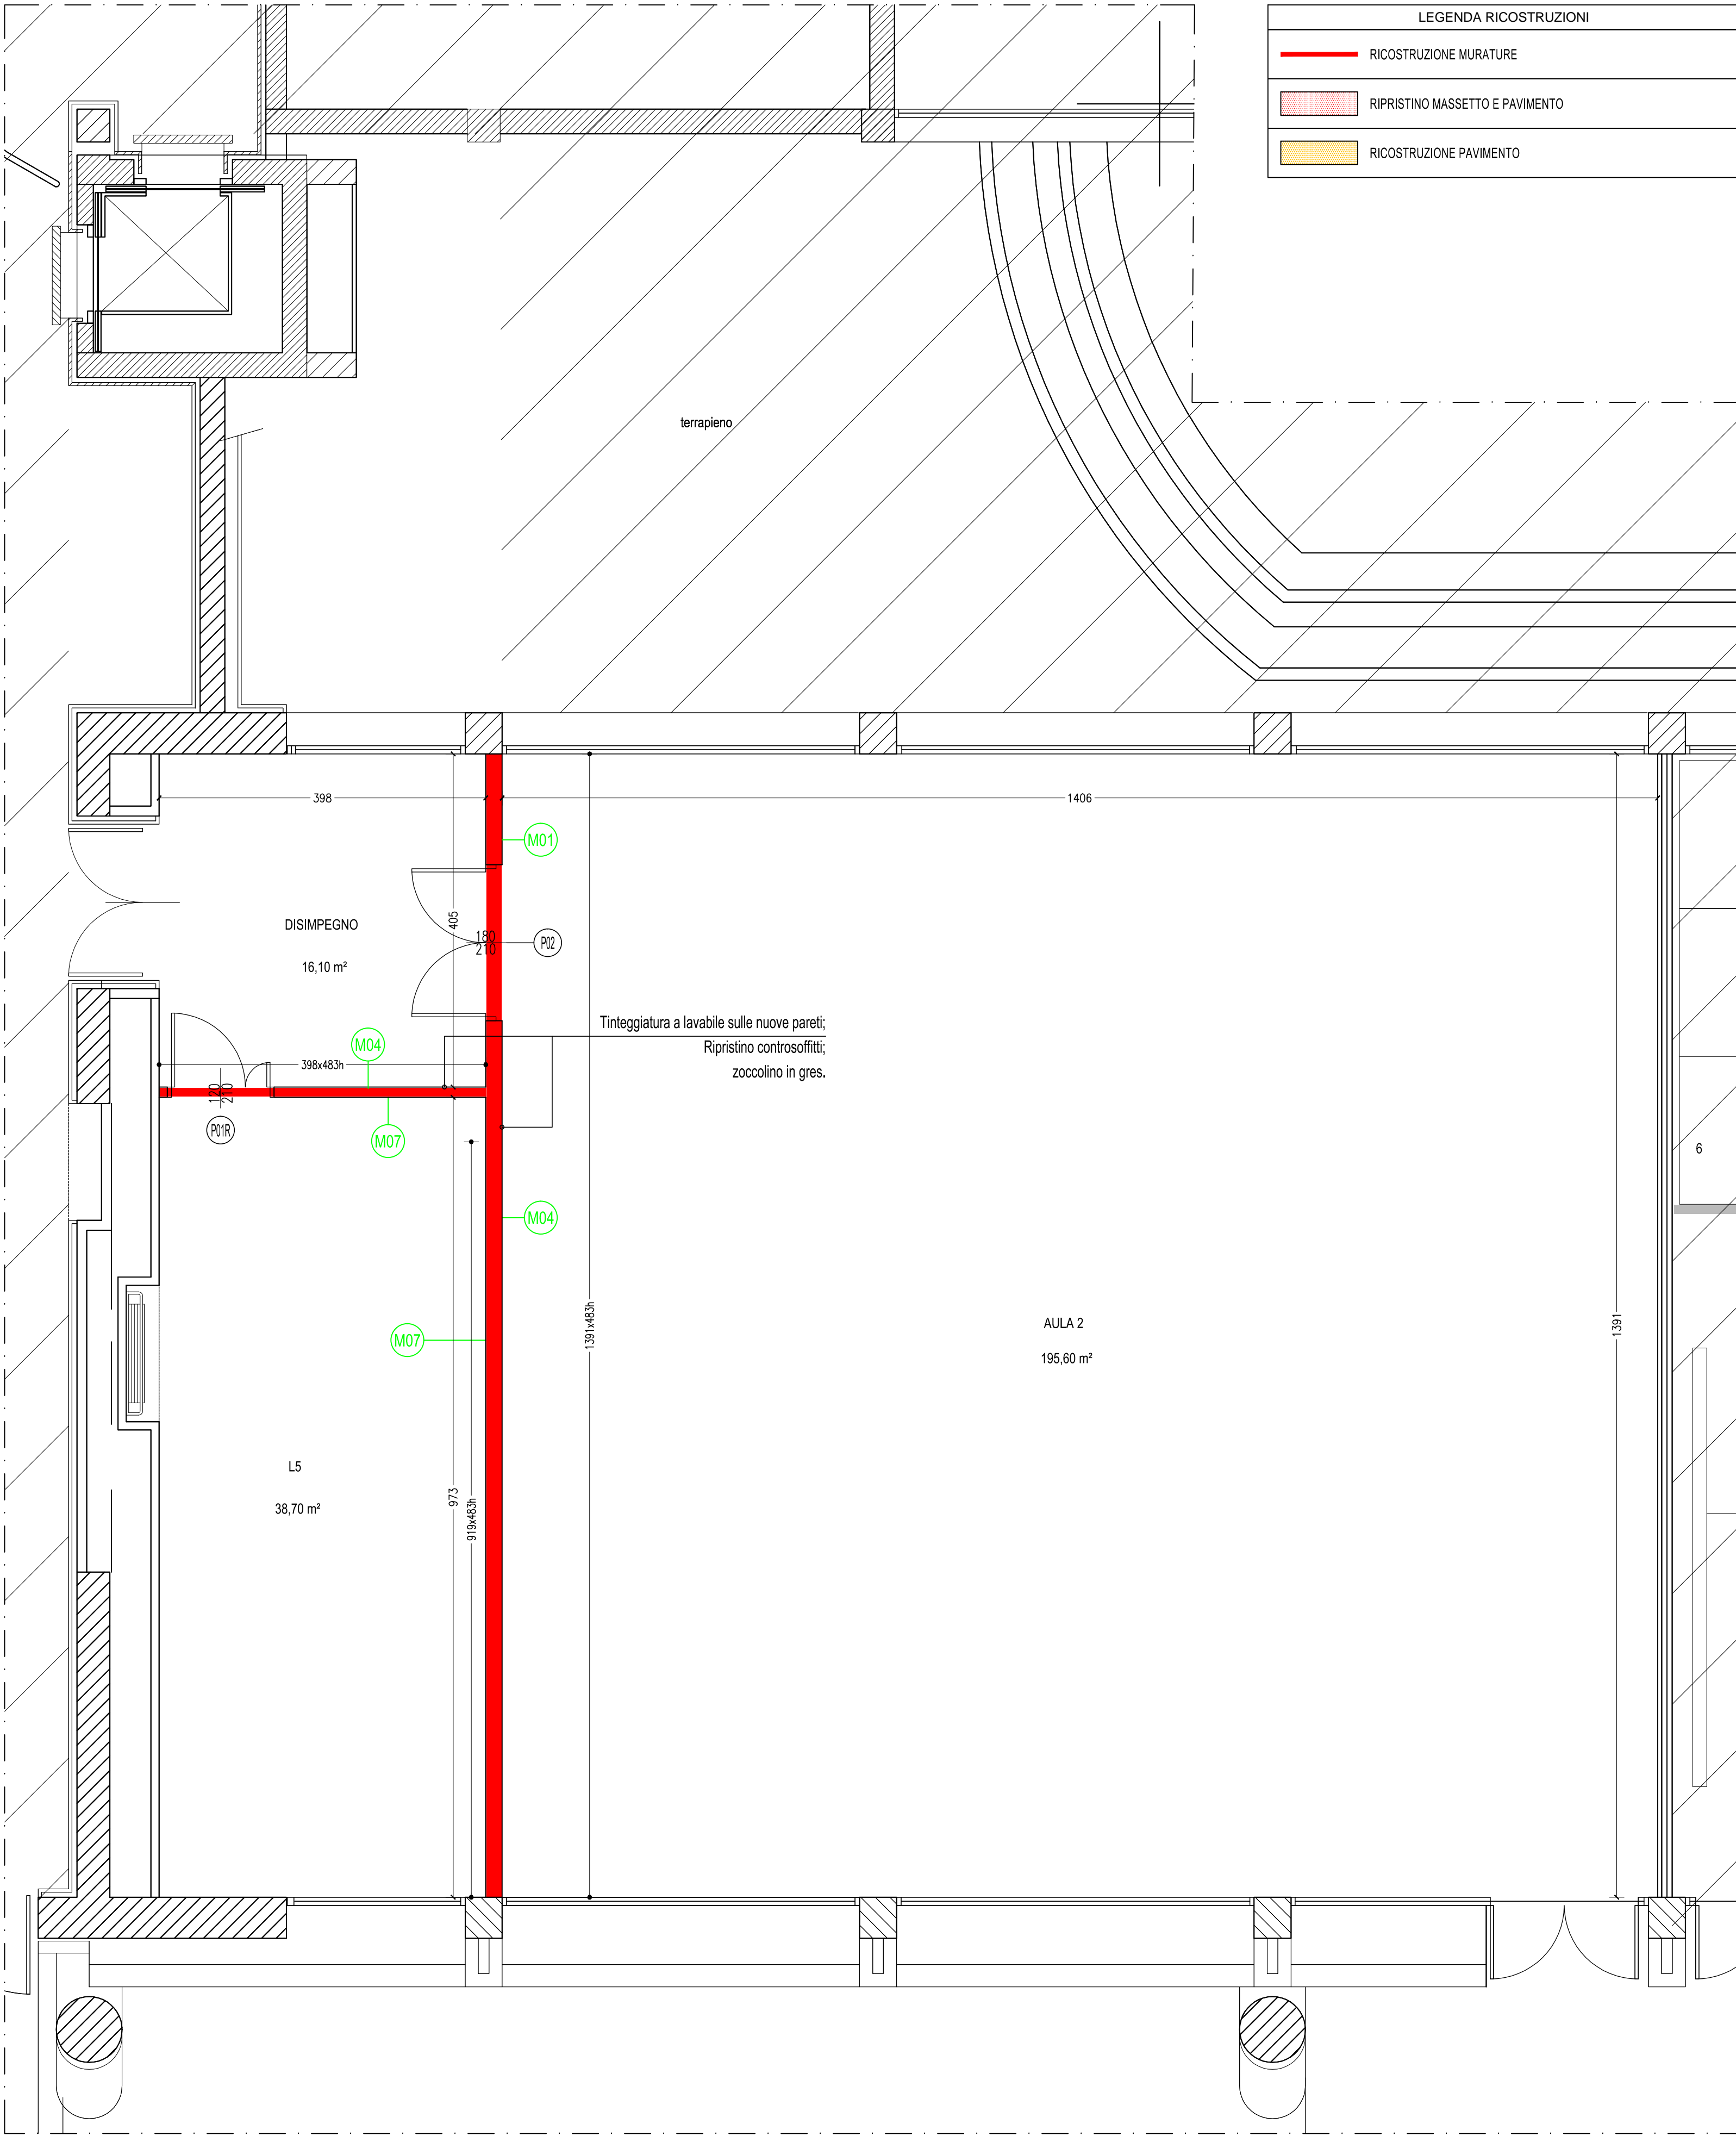 LEGENDA RICOSTRUZIONI
RICOSTRUZIONE MURATURE
RIPRISTINO MASSETTO E PAVIMENTO
RICOSTRUZIONE PAVIMENTO
terrapieno
398
1406
M01
DISIMPEGNO
16,10 m²
405
180
210
P02
Tinteggiatura a lavabile sulle nuove pareti;
Ripristino controsoffitti;
zoccolino in gres.
M04
398x483h
120
210
P01R
M07
6
M04
1391x483h
1391
AULA 2
195,60 m²
M07
L5
38,70 m²
973
919x483h